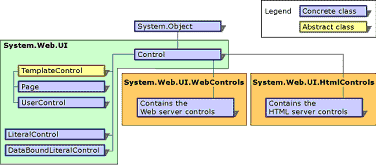 Legend
Concrete class
Abstract class
System.Object
System.Web.UI
Control
TemplateControl
Page
UserControl
LiteralControl
DataBoundLiteralControl
System.Web.UI.WebControls
Contains the
Web server controls
System.Web.UI.HtmlControls
Contains the
HTML server controls